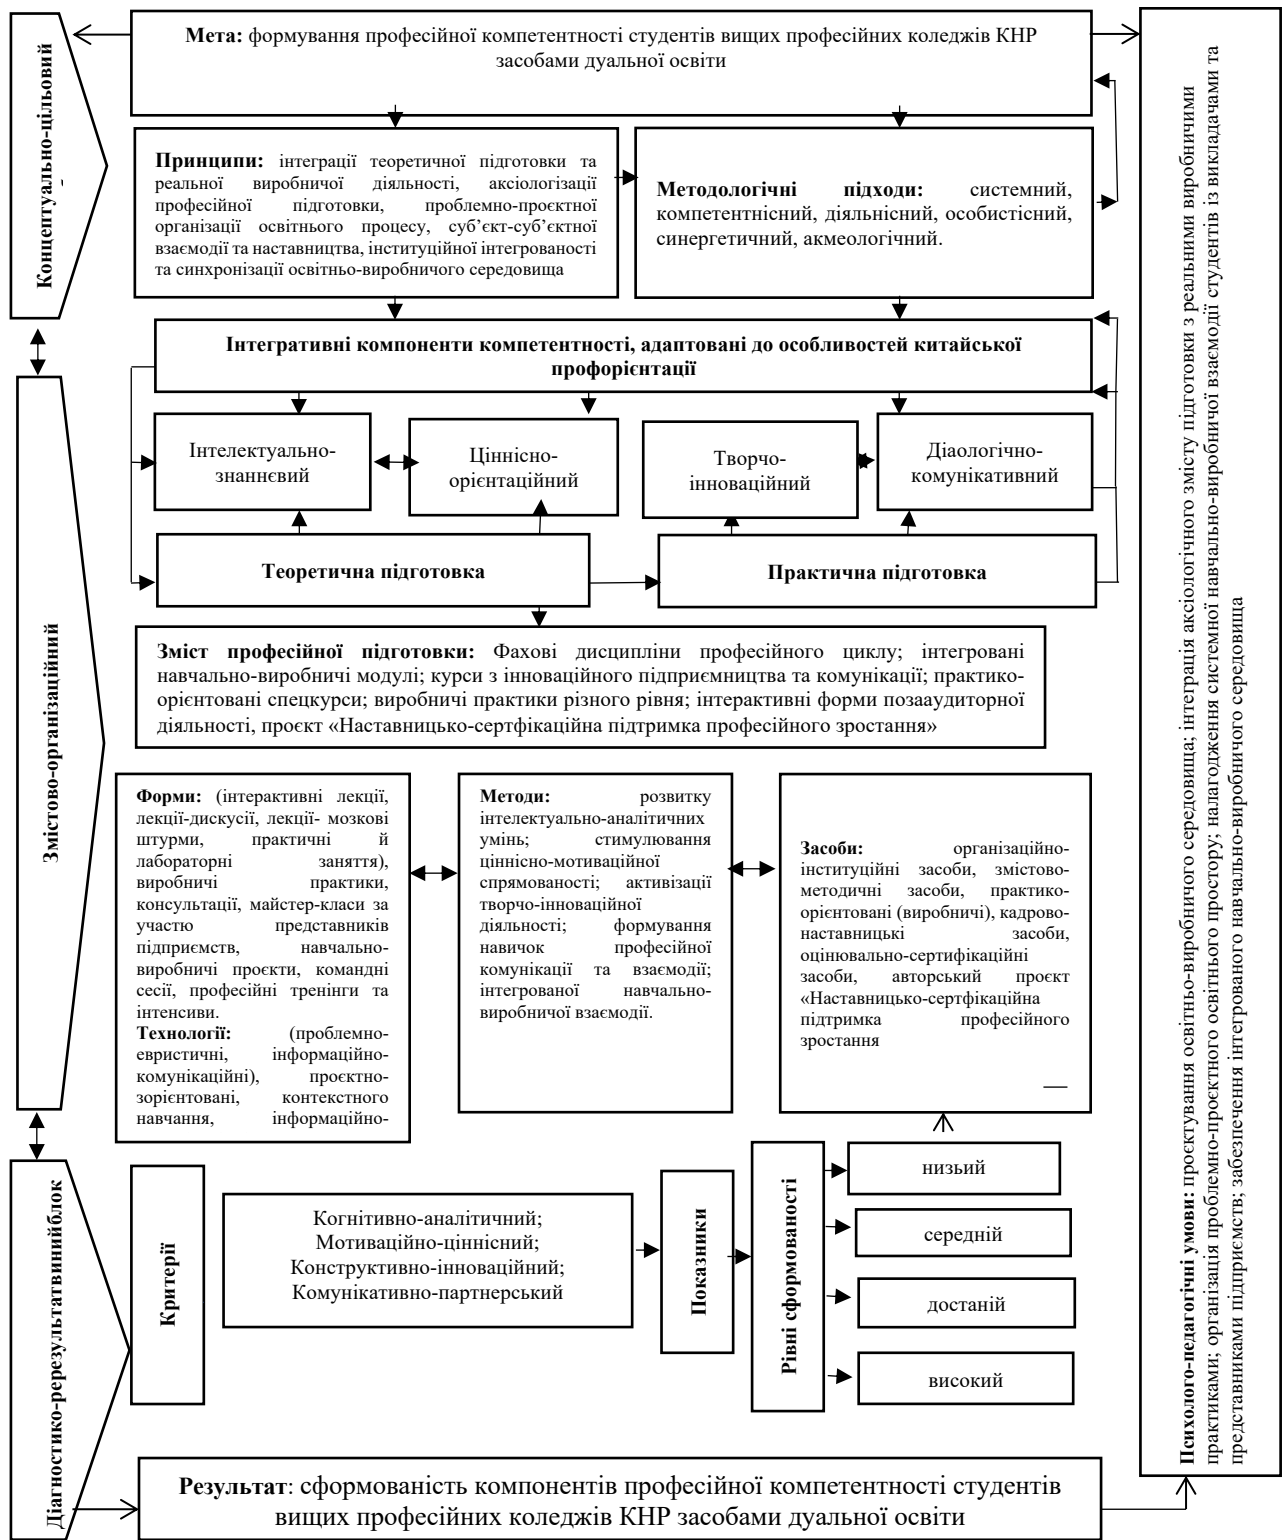 Концептуально-цільовий
Мета: формування професійної компетентності студентів вищих професійних коледжів КНР
засобами дуальної освіти
Принципи: інтеграції теоретичної підготовки та
реальної виробничої діяльності, аксіологізації
професійної підготовки, проблемно-проєктної
організації освітнього процесу, суб’єкт-суб’єктної
взаємодії та наставництва, інституційної інтегрованості
та синхронізації освітньо-виробничого середовища
Методологічні підходи: системний,
компетентнісний, діяльнісний, особистісний,
синергетичний, акмеологічний.
Змістово-організаційний
Інтегративні компоненти компетентності, адаптовані до особливостей китайської
профорієнтації
Інтелектуально-
знаннєвий
Ціннісно-
орієнтаційний
Творчо-
інноваційний
Діаологічно-
комунікативний
Теоретична підготовка
Практична підготовка
Зміст професійної підготовки: Фахові дисципліни професійного циклу; інтегровані
навчально-виробничі модулі; курси з інноваційного підприємництва та комунікації; практико-
орієнтовані спецкурси; виробничі практики різного рівня; інтерактивні форми позааудиторної
діяльності, проєкт «Наставницько-сертфікаційна підтримка професійного зростання»
Форми: (інтерактивні лекції,
лекції-дискусії, лекції- мозкові
штурми, практичні й
лабораторні заняття),
виробничі практики,
консультації, майстер-класи за
участю представників
підприємств, навчально-
виробничі проєкти, командні
сесії, професійні тренінги та
інтенсиви.
Технології: (проблемно-
евристичні, інформаційно-
комунікаційні), проєктно-
зорієнтовані, контекстного
навчання, інформаційно-
Методи: розвитку
інтелектуально-аналітичних
умінь; стимулювання
ціннісно-мотиваційної
спрямованості; активізації
творчо-інноваційної
діяльності; формування
навичок професійної
комунікації та взаємодії;
інтегрованої навчально-
виробничої взаємодії.
Засоби: організаційно-
інституційні засоби, змістово-
методичні засоби, практико-
орієнтовані (виробничі), кадрово-
наставницькі засоби,
оцінювально-сертифікаційні
засоби, авторський проєкт
«Наставницько-сертфікаційна
підтримка професійного
зростання
Діагностико-ререзультатвинийблок
Критерії
Когнітивно-аналітичний;
Мотиваційно-ціннісний;
Конструктивно-інноваційний;
Комунікативно-партнерський
Показники
Рівні сформованості
низьий
середній
достаній
високий
Результат: сформованість компонентів професійної компетентності студентів
вищих професійних коледжів КНР засобами дуальної освіти
Психолого-педагогічні умови: проєктування освітньо-виробничого середовища; інтеграція аксіологічного змісту підготовки з реальними виробничими
практиками; організація проблемно-проєктного освітнього простору; налагодження системної навчально-виробничої взаємодії студентів із викладачами та
представниками підприємств; забезпечення інтегрованого навчально-виробничого середовища